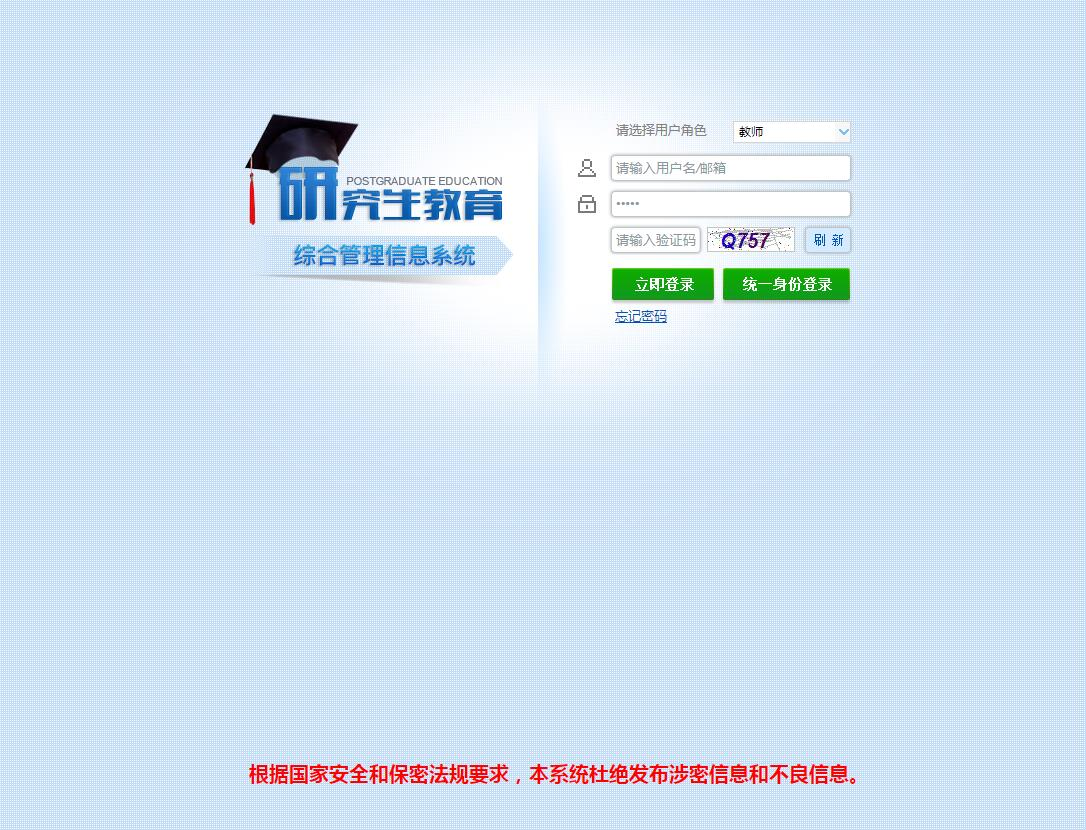 POSTGRADUATE EDUCATION
研究生教育
综合管理信息系统
请选择用户角色 教师
请输入用户名/邮箱
•••••
请输入验证码 Q757 刷 新
立即登录 统一身份登录
忘记密码
根据国家安全和保密法规要求，本系统杜绝发布涉密信息和不良信息。